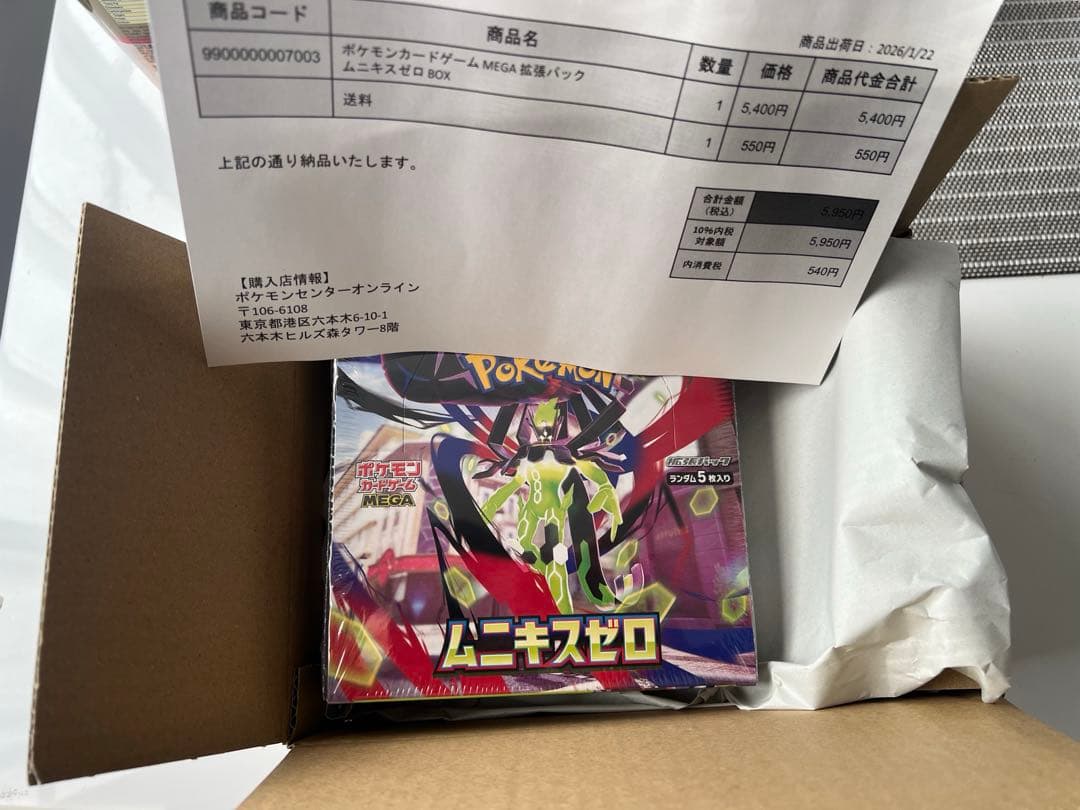 商品出荷日：2026/1/22
商品コード 商品名 数量 価格 商品代金合計
9900000007003 ポケモンカードゲーム MEGA 拡張パック
ムニキスゼロ BOX 1 5,400円 5,400円
送料 1 550円 550円
上記の通り納品いたします。
合計金額
（税込） 5,950円
10%内税
対象額 5,950円
内消費税 540円
【購入店情報】
ポケモンセンターオンライン
〒106-6108
東京都港区六本木6-10-1
六本木ヒルズ森タワー8階
POKéMON
ポケモン
カードゲーム
MEGA
拡張パック
ランダム5枚入り
ムニキスゼロ